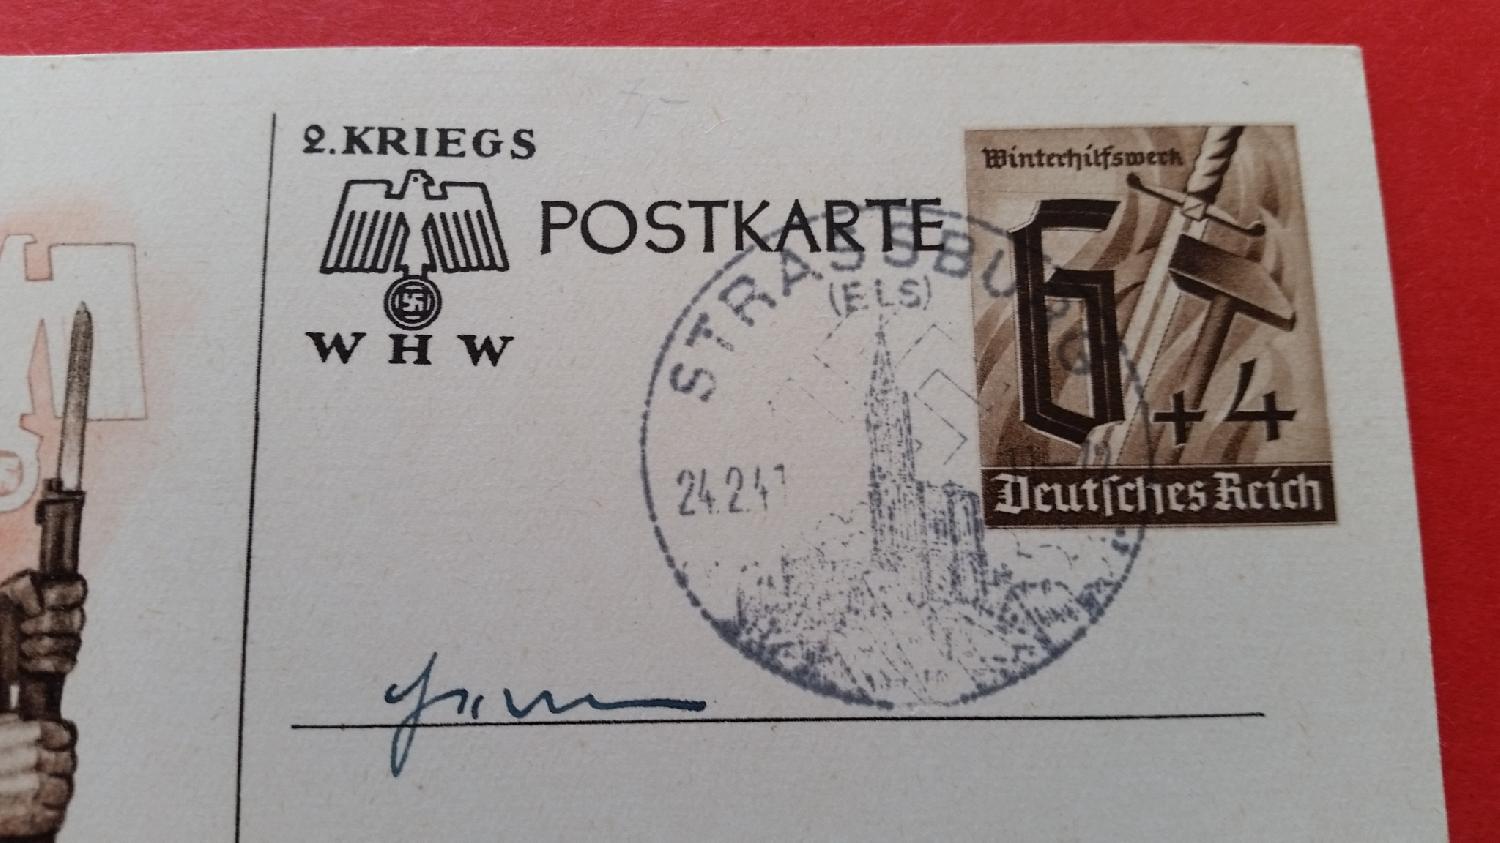 2.KRIEGS
WHW
POSTKARTE
Winterhilfswerk
6+4
Deutsches Reich
STRASSBURG
(ELS)
24.2.41